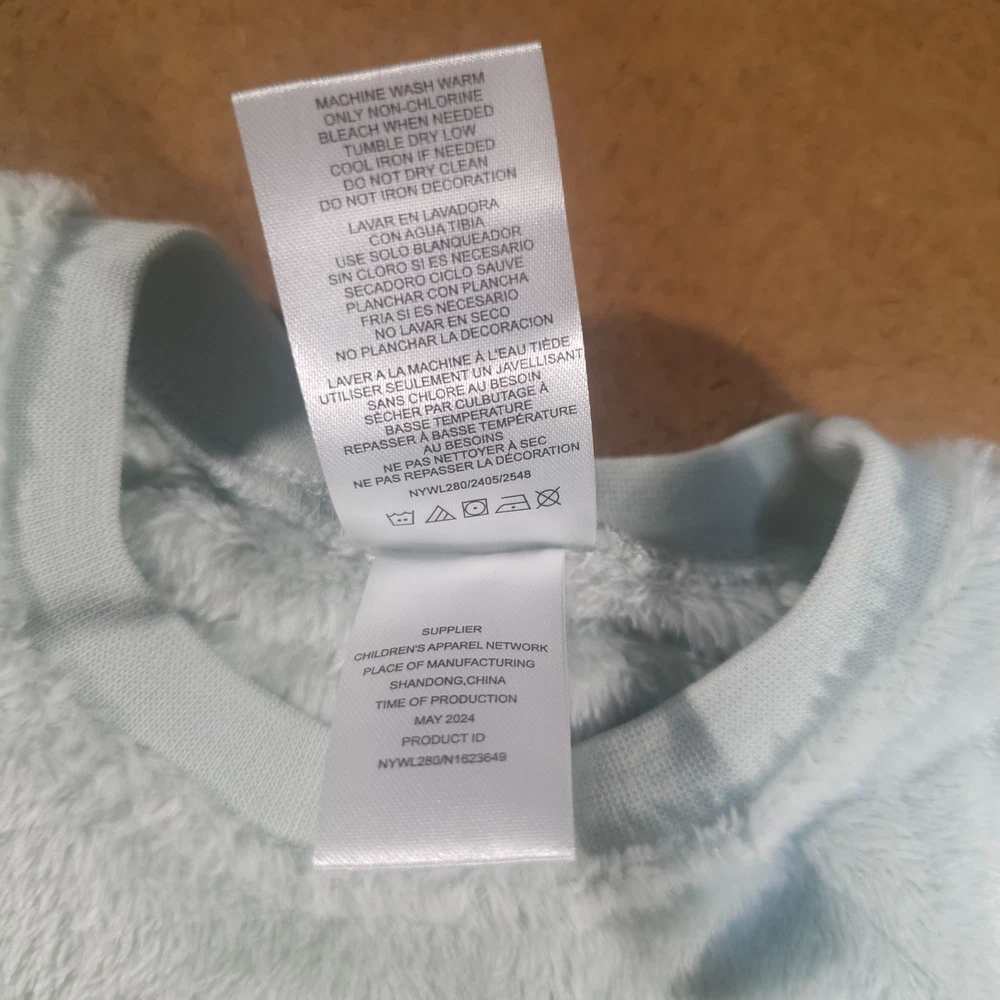 MACHINE WASH WARM
ONLY NON-CHLORINE
BLEACH WHEN NEEDED
TUMBLE DRY LOW
COOL IRON IF NEEDED
DO NOT DRY CLEAN
DO NOT IRON DECORATION
LAVAR EN LAVADORA
CON AGUA TIBIA
USE SOLO BLANQUEADOR
SIN CLORO SI ES NECESARIO
SECADORO CICLO SAUVE
PLANCHAR CON PLANCHA
FRIA SI ES NECESARIO
NO LAVAR EN SECO
NO PLANCHAR LA DECORACION
LAVER A LA MACHINE À L'EAU TIÈDE
UTILISER SEULEMENT UN JAVELLISANT
SANS CHLORE AU BESOIN
SÉCHER PAR CULBUTAGE À
BASSE TEMPERATURE
REPASSER À BASSE TEMPÉRATURE
AU BESOINS
NE PAS NETTOYER À SEC
NE PAS REPASSER LA DÉCORATION
NYWL280/2405/2548
SUPPLIER
CHILDREN'S APPAREL NETWORK
PLACE OF MANUFACTURING
SHANDONG,CHINA
TIME OF PRODUCTION
MAY 2024
PRODUCT ID
NYWL280/N1623649